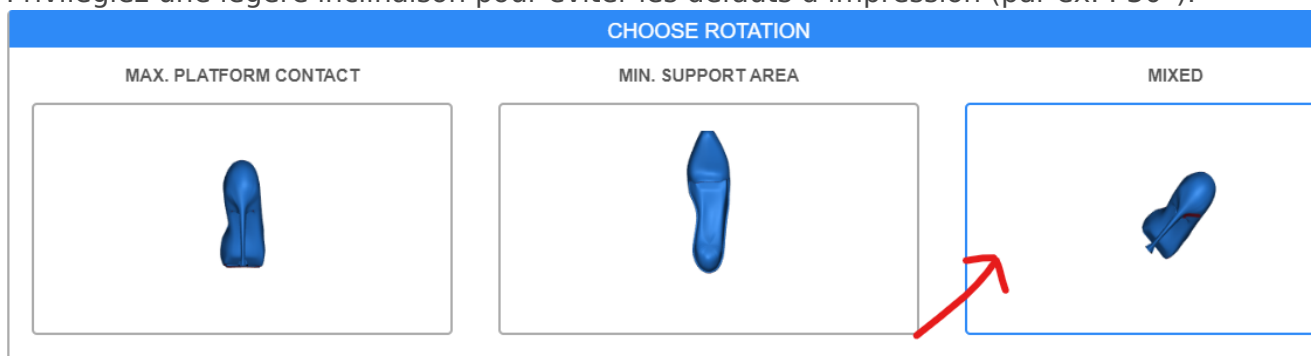 Privilégiez une légère inclinaison pour éviter les défauts d'impression (par ex. : 30°).
CHOOSE ROTATION
MAX. PLATFORM CONTACT
MIN. SUPPORT AREA
MIXED